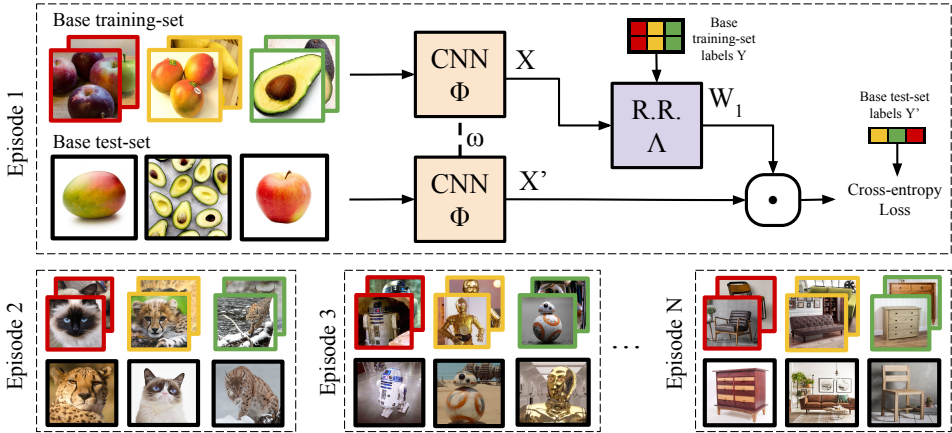 Episode 1
Base training-set
CNN
Φ
X
Base
training-set
labels Y
R.R.
Λ
W1
Base test-set
labels Y’
Base test-set
ω
CNN
Φ
X’
•
Cross-entropy
Loss
Episode 2
Episode 3
...
Episode N